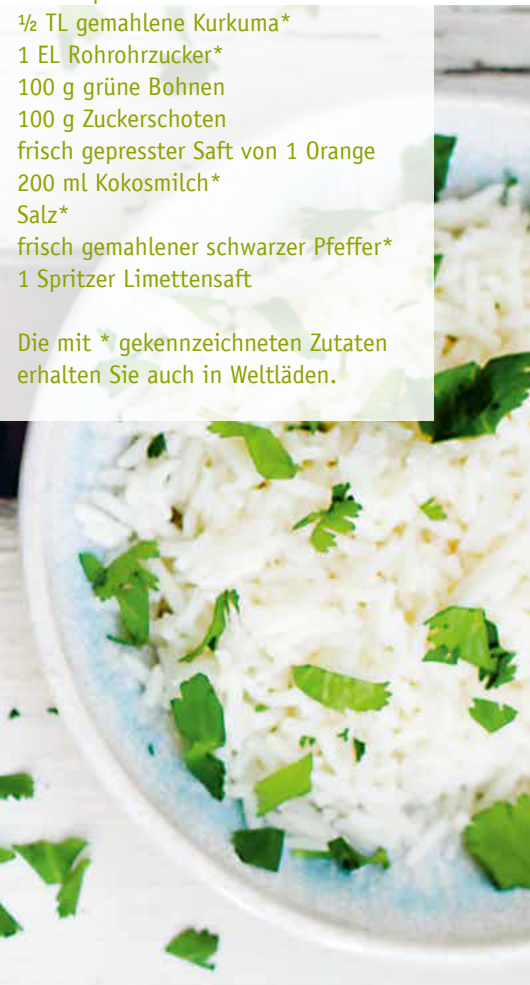 ½ TL gemahlene Kurkuma*
1 EL Rohrohrzucker*
100 g grüne Bohnen
100 g Zuckerschoten
frisch gepresster Saft von 1 Orange
200 ml Kokosmilch*
Salz*
frisch gemahlener schwarzer Pfeffer*
1 Spritzer Limettensaft
Die mit * gekennzeichneten Zutaten
erhalten Sie auch in Weltläden.